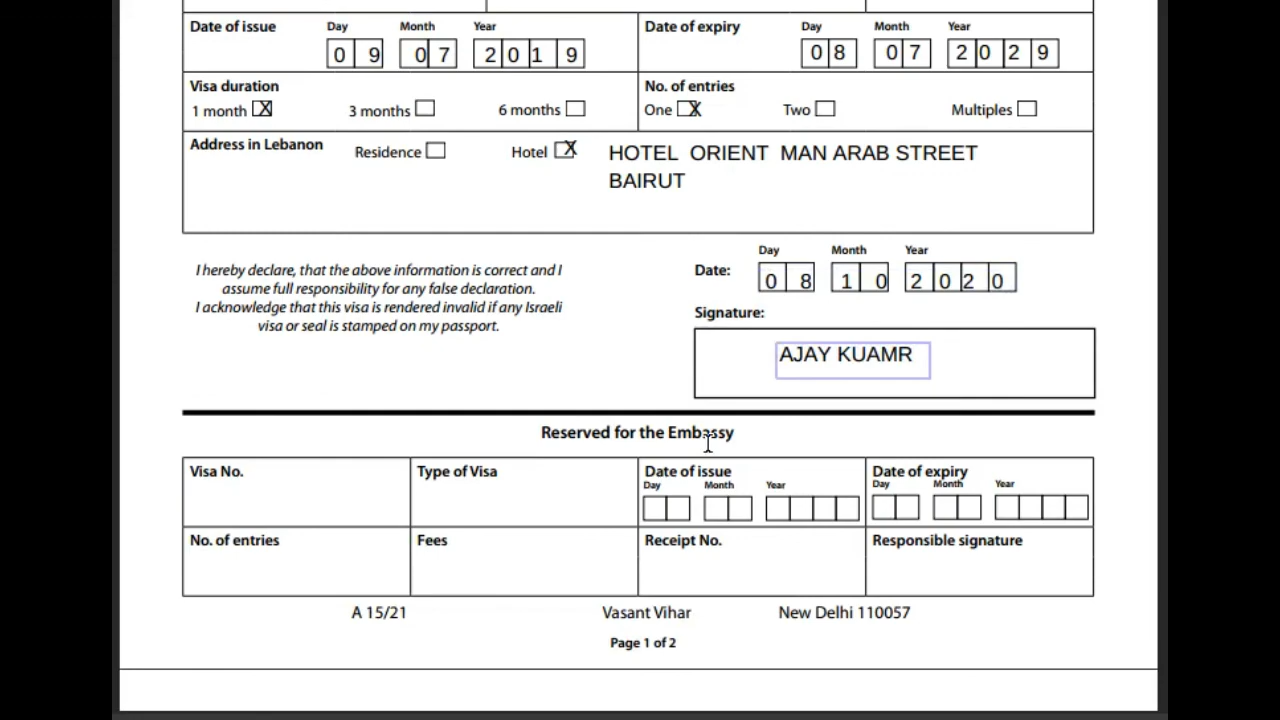 Date of issue Day Month Year Date of expiry Day Month Year
0 9 0 7 2 0 1 9 0 8 0 7 2 0 2 9
Visa duration No. of entries
1 month X 3 months 6 months One X Two Multiples
Address in Lebanon Residence Hotel X HOTEL ORIENT MAN ARAB STREET
BAIRUT
Day Month Year
I hereby declare, that the above information is correct and I
assume full responsibility for any false declaration.
I acknowledge that this visa is rendered invalid if any Israeli
visa or seal is stamped on my passport.
Date: 0 8 1 0 2 0 2 0
Signature:
AJAY KUAMR
Reserved for the Embassy
Visa No. Type of Visa Date of issue Date of expiry
Day Month Year Day Month Year
No. of entries Fees Receipt No. Responsible signature
A 15/21 Vasant Vihar New Delhi 110057
Page 1 of 2